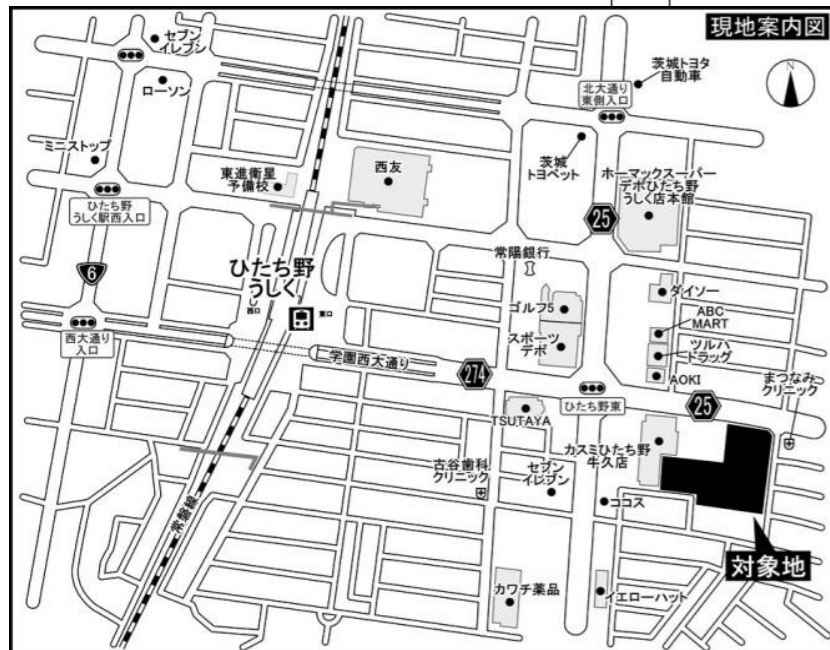 現地案内図
N
セブン
イレブン
ローソン
ミニストップ
ひたち野
うしく駅西入口
6
西大通り
入口
東進衛星
予備校
西友
北大通り
東側入口
茨城トヨタ
自動車
茨城
トヨペット
ホーマックスーパー
デポひたち野
うしく店本館
25
ひたち野
うしく
西口
東口
学園西大通り
常陽銀行
ゴルフ5
スポーツ
デポ
ダイソー
ABC
MART
ツルハ
ドラッグ
AOKI
まつなみ
クリニック
274
ひたち野東
25
TSUTAYA
古谷歯科
クリニック
セブン
イレブン
カスミひたち野
牛久店
ココス
対象地
常磐線
カワチ薬品
イエローハット